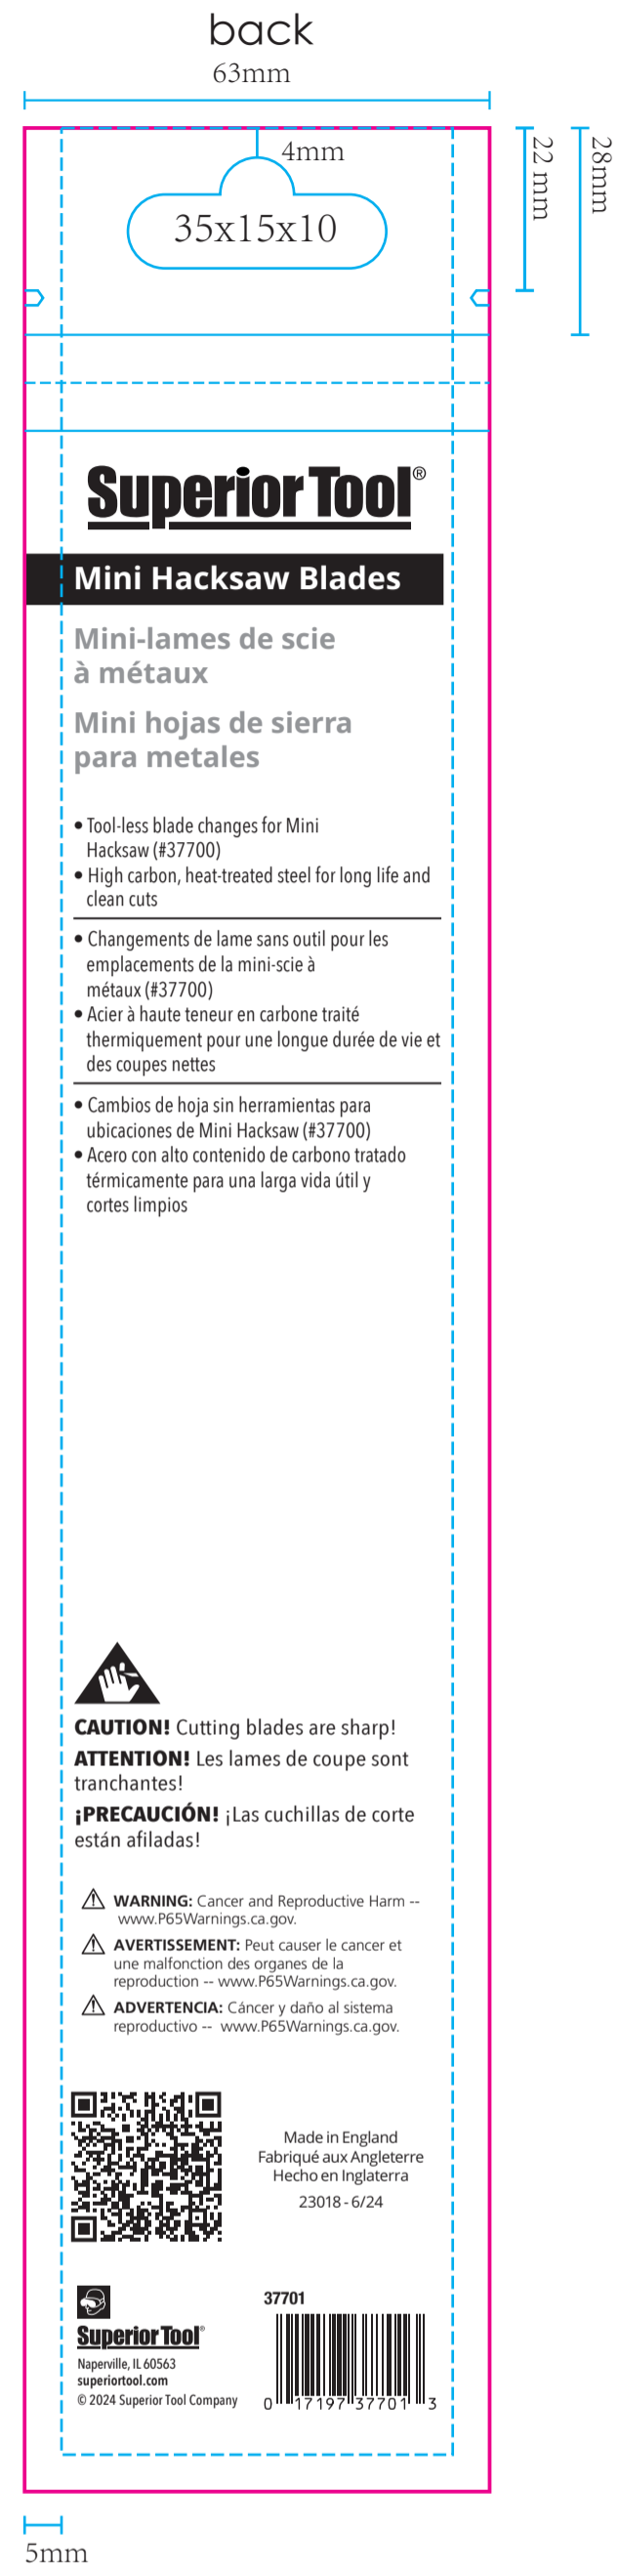 back
63mm
4mm
22 mm
28mm
35x15x10
Superior Tool®
Mini Hacksaw Blades
Mini-lames de scie
à métaux
Mini hojas de sierra
para metales
• Tool-less blade changes for Mini
Hacksaw (#37700)
• High carbon, heat-treated steel for long life and
clean cuts
• Changements de lame sans outil pour les
emplacements de la mini-scie à
métaux (#37700)
• Acier à haute teneur en carbone traité
thermiquement pour une longue durée de vie et
des coupes nettes
• Cambios de hoja sin herramientas para
ubicaciones de Mini Hacksaw (#37700)
• Acero con alto contenido de carbono tratado
térmicamente para una larga vida útil y
cortes limpios
CAUTION! Cutting blades are sharp!
ATTENTION! Les lames de coupe sont
tranchantes!
¡PRECAUCIÓN! ¡Las cuchillas de corte
están afiladas!
WARNING: Cancer and Reproductive Harm --
www.P65Warnings.ca.gov.
AVERTISSEMENT: Peut causer le cancer et
une malfonction des organes de la
reproduction -- www.P65Warnings.ca.gov.
ADVERTENCIA: Cáncer y daño al sistema
reproductivo -- www.P65Warnings.ca.gov.
Made in England
Fabriqué aux Angleterre
Hecho en Inglaterra
23018 - 6/24
Superior Tool®
Naperville, IL 60563
superiortool.com
© 2024 Superior Tool Company
37701
0 17197 37701 3
5mm